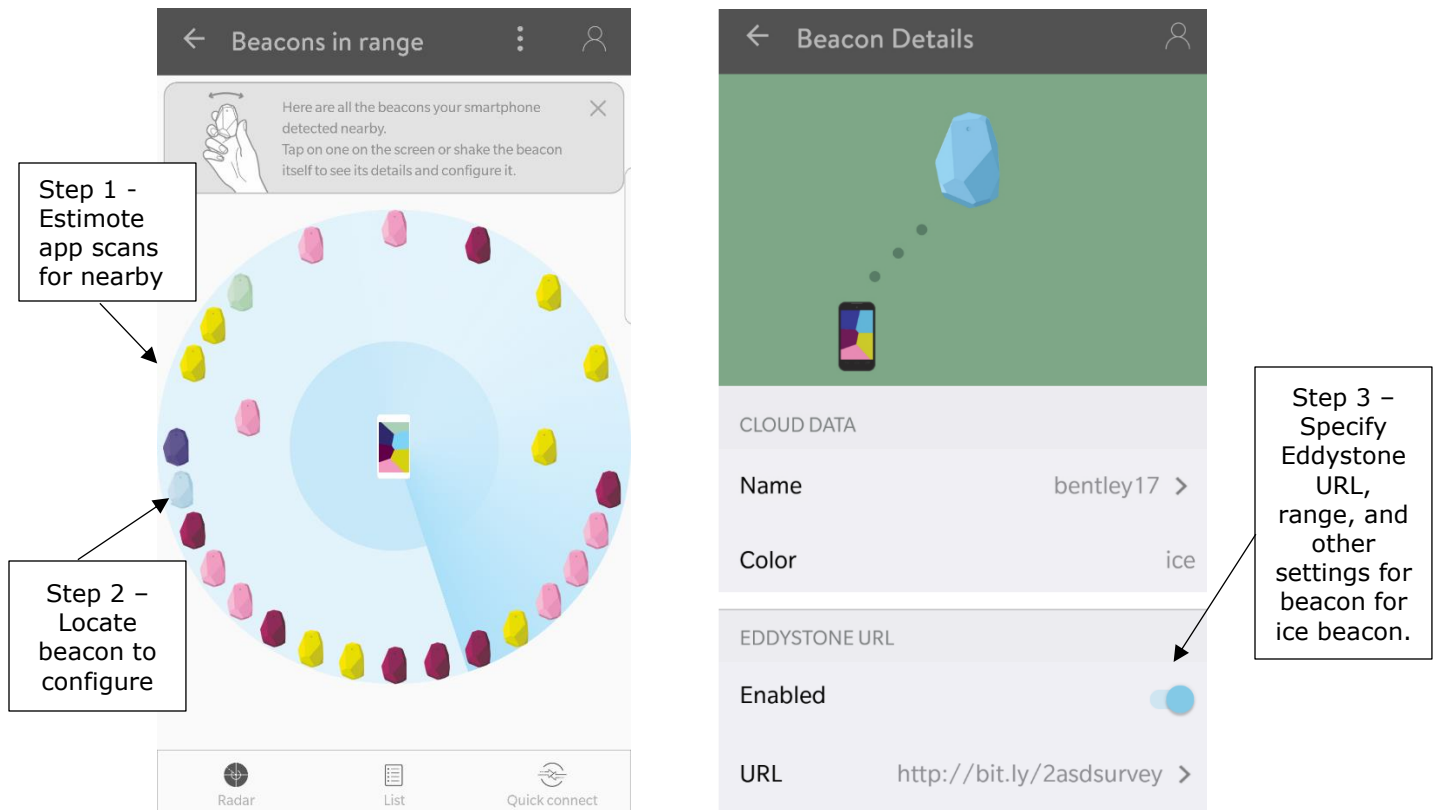 Beacons in range
Here are all the beacons your smartphone
detected nearby.
Tap on one on the screen or shake the beacon
itself to see its details and configure it.
Step 1 -
Estimote
app scans
for nearby
Step 2 –
Locate
beacon to
configure
Radar
List
Quick connect
Beacon Details
CLOUD DATA
Name
bentley17 >
Color
ice
EDDYSTONE URL
Enabled
URL
http://bit.ly/2asdsurvey >
Step 3 –
Specify
Eddystone
URL,
range, and
other
settings for
beacon for
ice beacon.